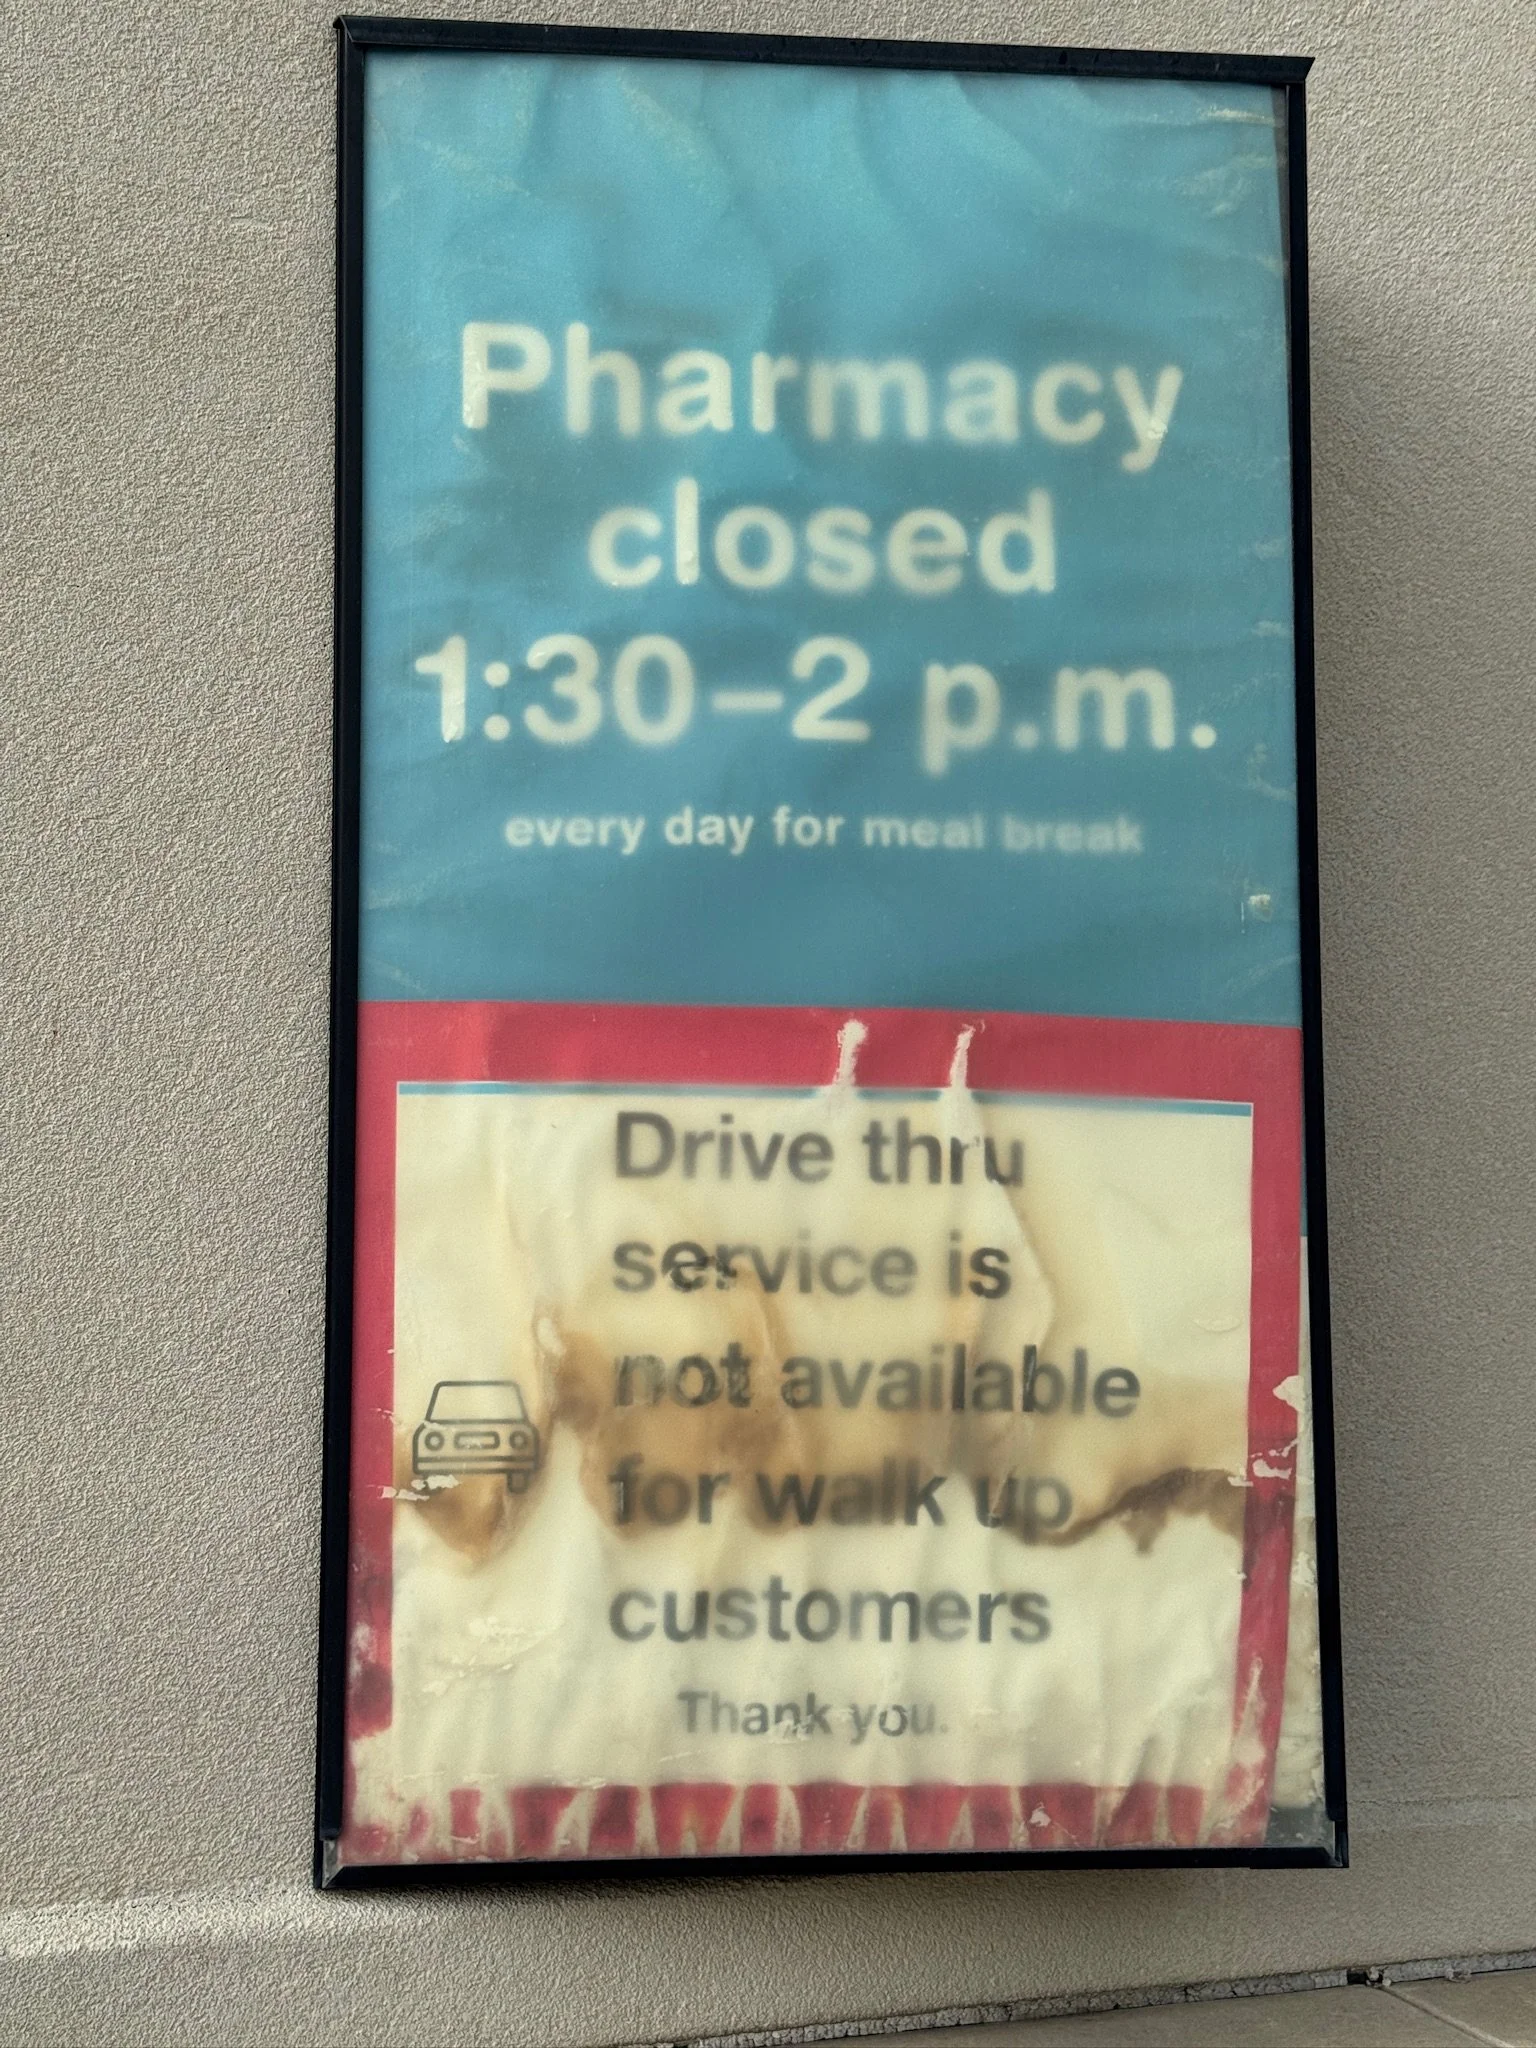 Pharmacy
closed
1:30–2 p.m.
every day for meal break
Drive thru
service is
not available
for walk up
customers
Thank you.